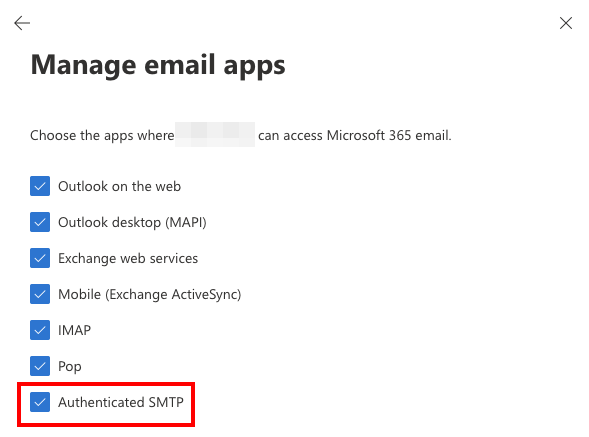 Manage email apps
Choose the apps where can access Microsoft 365 email.
Outlook on the web
Outlook desktop (MAPI)
Exchange web services
Mobile (Exchange ActiveSync)
IMAP
Pop
Authenticated SMTP